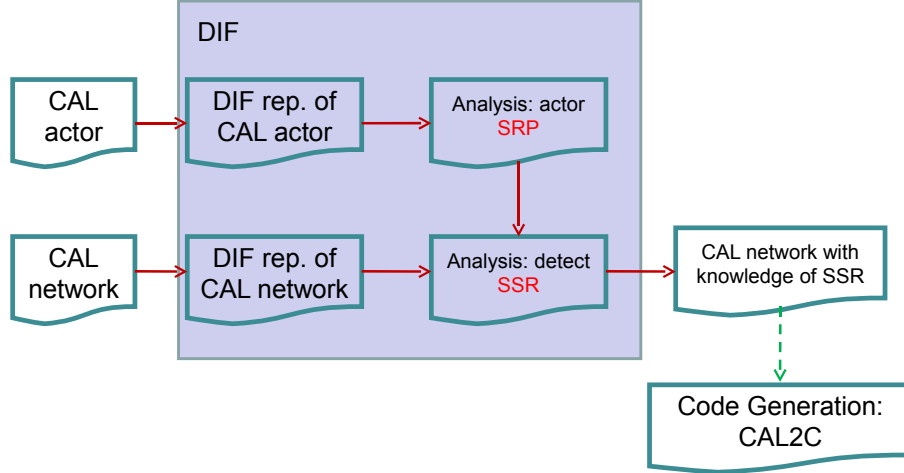 DIF
CAL
actor
DIF rep. of
CAL actor
Analysis: actor
SRP
CAL
network
DIF rep. of
CAL network
Analysis: detect
SSR
CAL network with
knowledge of SSR
Code Generation:
CAL2C